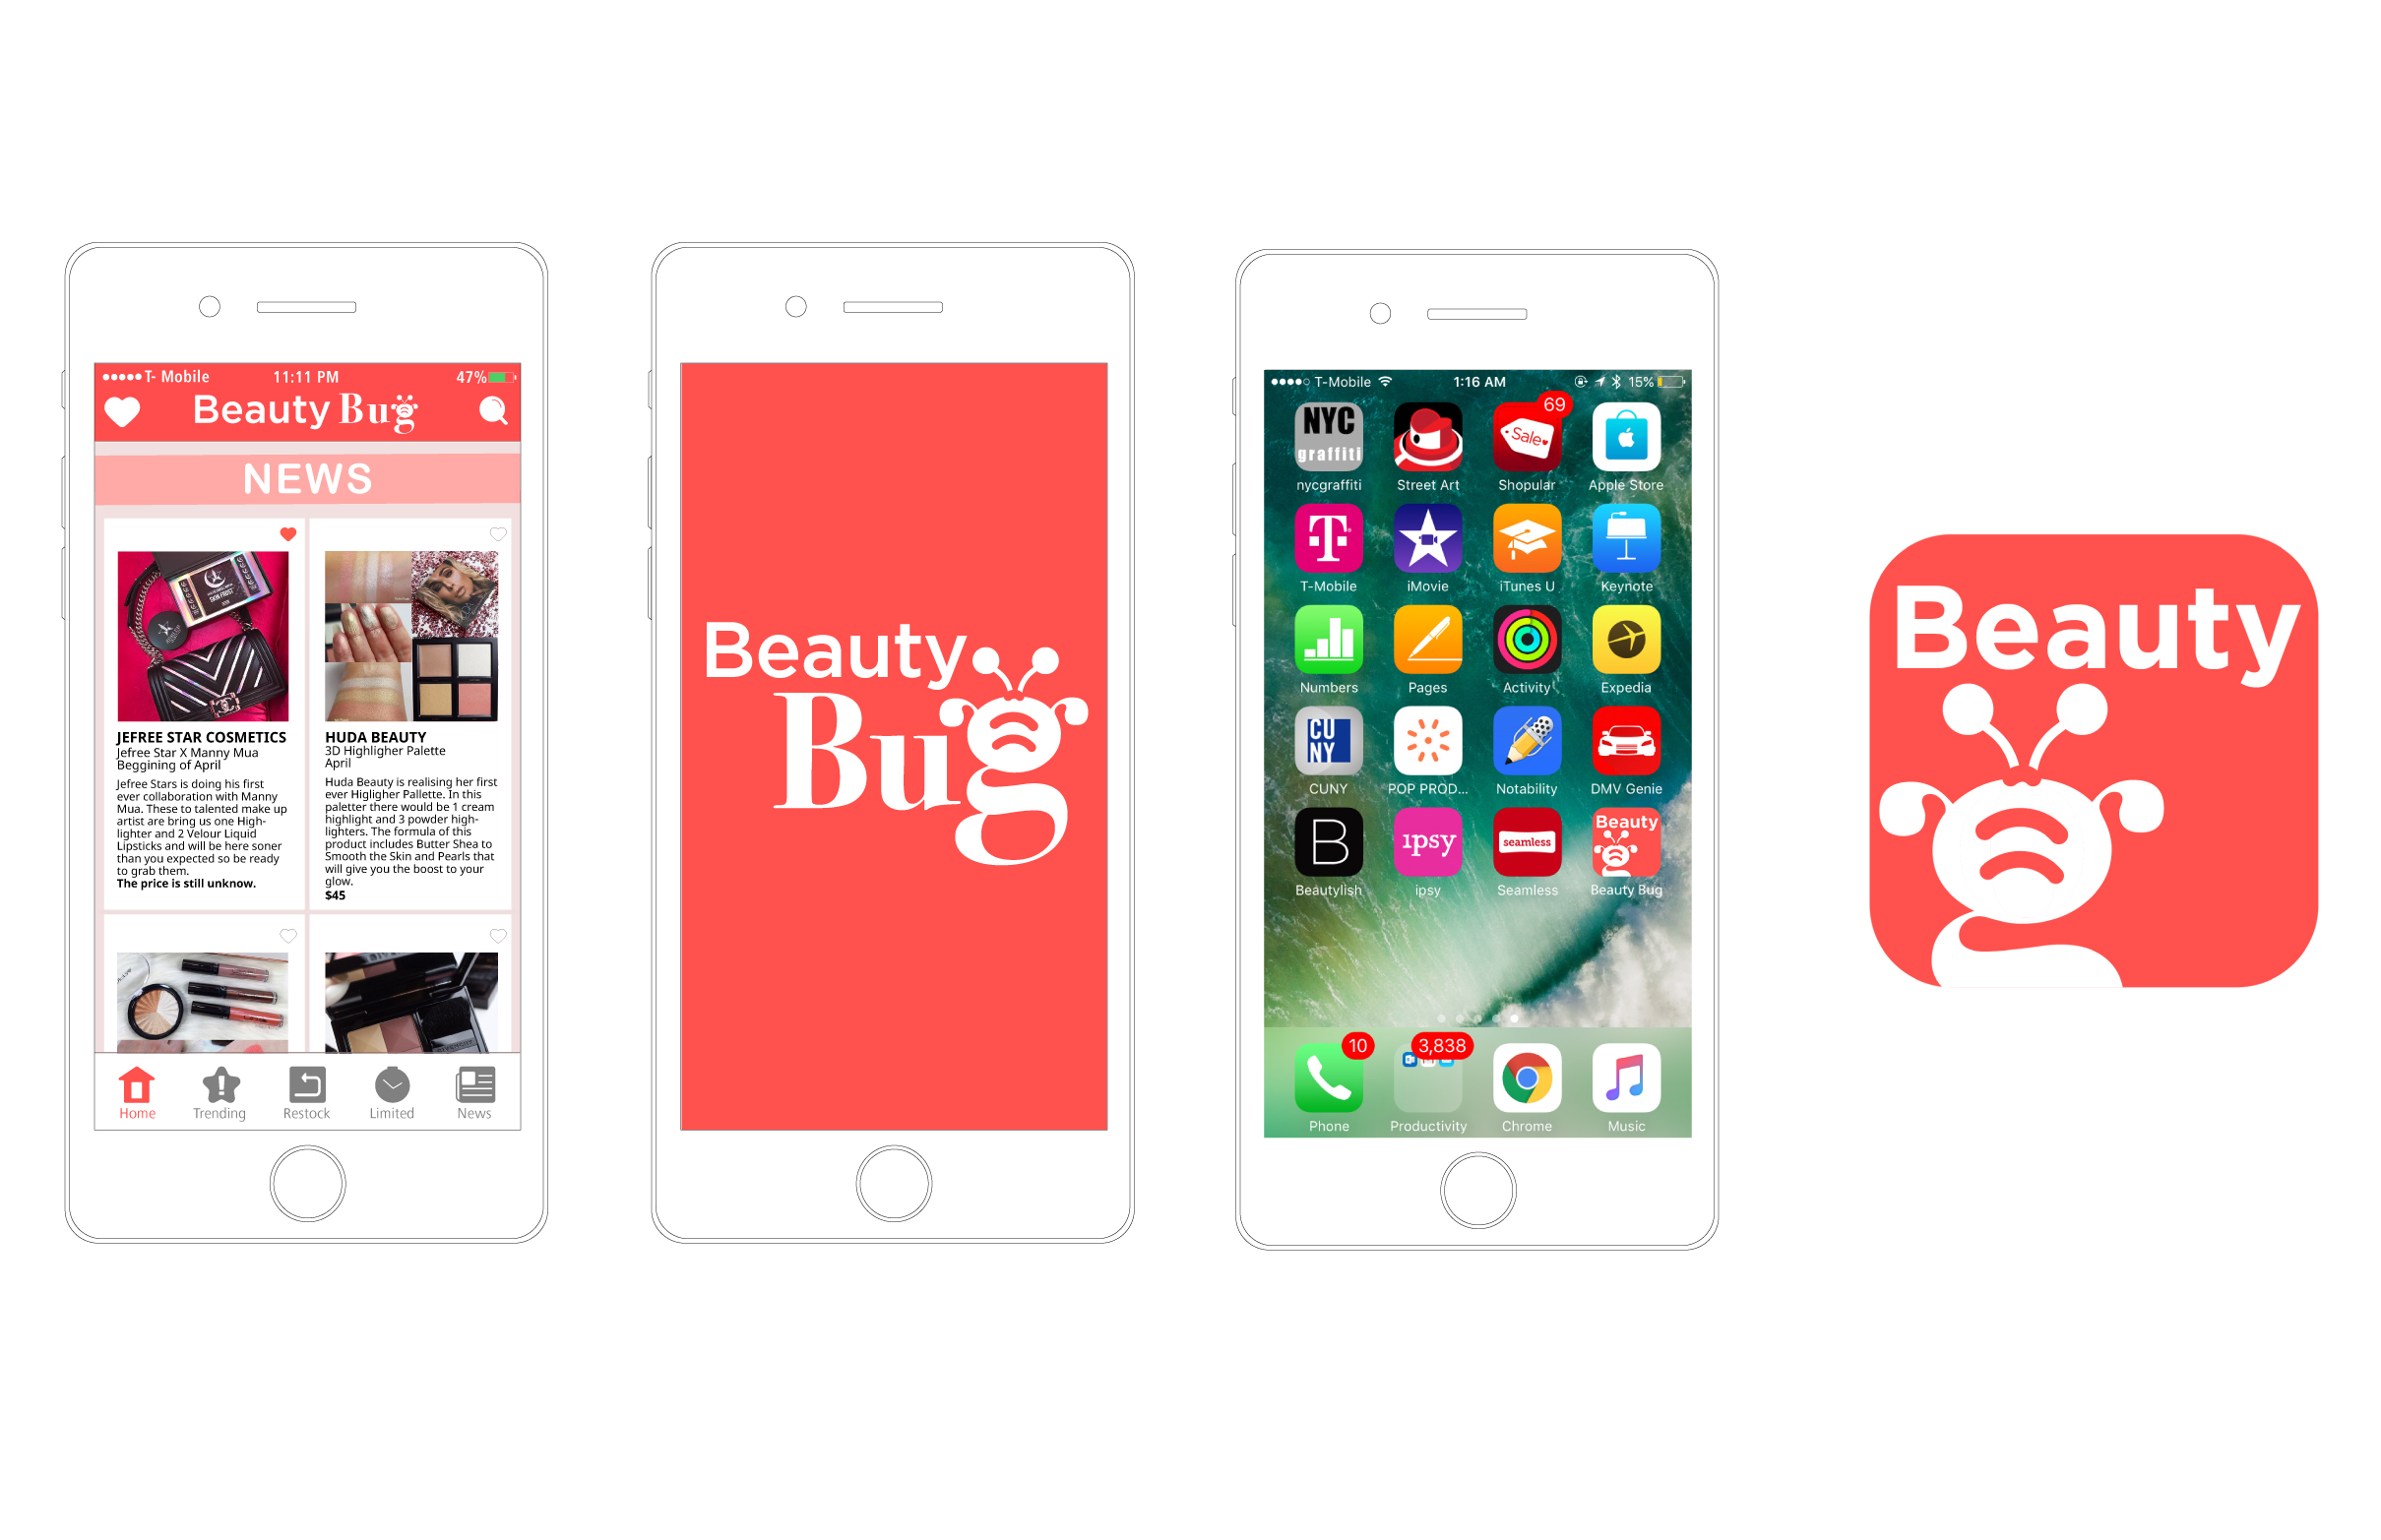 ●●●●● T- Mobile 11:11 PM 47%
Beauty Bug
NEWS
SKIN FROST
JEFREE STAR COSMETICS
Jefree Star X Manny Mua
Beggining of April
Jefree Stars is doing his first
ever collaboration with Manny
Mua. These to talented make up
artist are bring us one High-
lighter and 2 Velour Liquid
Lipsticks and will be here soner
than you expected so be ready
to grab them.
The price is still unknow.
HUDA BEAUTY
3D Highligher Palette
April
Huda Beauty is realising her first
ever Higligher Pallette. In this
paletter there would be 1 cream
highlight and 3 powder high-
lighters. The formula of this
product includes Butter Shea to
Smooth the Skin and Pearls that
will give you the boost to your
glow.
$45
Home Trending Restock Limited News
Beauty
Bug
●●●●○ T-Mobile 1:16 AM 15%
NYC
graffiti
Sale
69
nycgraffiti Street Art Shopular Apple Store
T
T-Mobile iMovie iTunes U Keynote
Numbers Pages Activity Expedia
CU
NY
CUNY POP PROD... Notability DMV Genie
B ipsy seamless Beauty
Beautylish ipsy Seamless Beauty Bug
10 3,838
Phone Productivity Chrome Music
Beauty